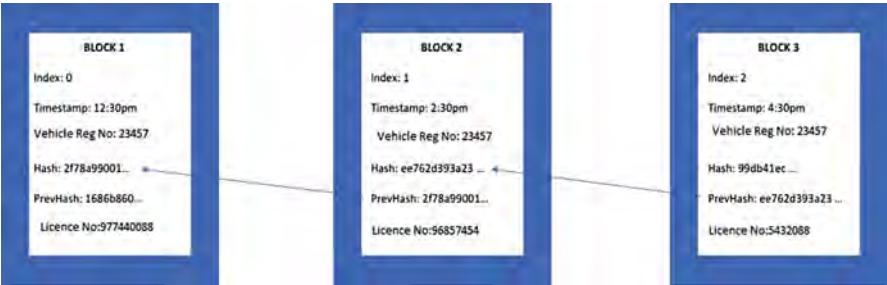 BLOCK 1
Index: 0
Timestamp: 12:30pm
Vehicle Reg No: 23457
Hash: 2f78a99001...
PrevHash: 1686b860...
Licence No:977440088
BLOCK 2
Index: 1
Timestamp: 2:30pm
Vehicle Reg No: 23457
Hash: ee762d393a23 ...
PrevHash: 2f78a99001...
Licence No:96857454
BLOCK 3
Index: 2
Timestamp: 4:30pm
Vehicle Reg No: 23457
Hash: 99db41ec ...
PrevHash: ee762d393a23 ...
Licence No:5432088